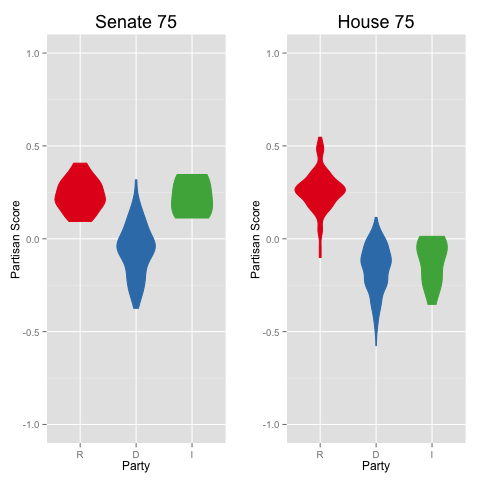 Senate 75
1.0
0.5
0.0
-0.5
-1.0
Partisan Score
R D I
Party
House 75
1.0
0.5
0.0
-0.5
-1.0
Partisan Score
R D I
Party